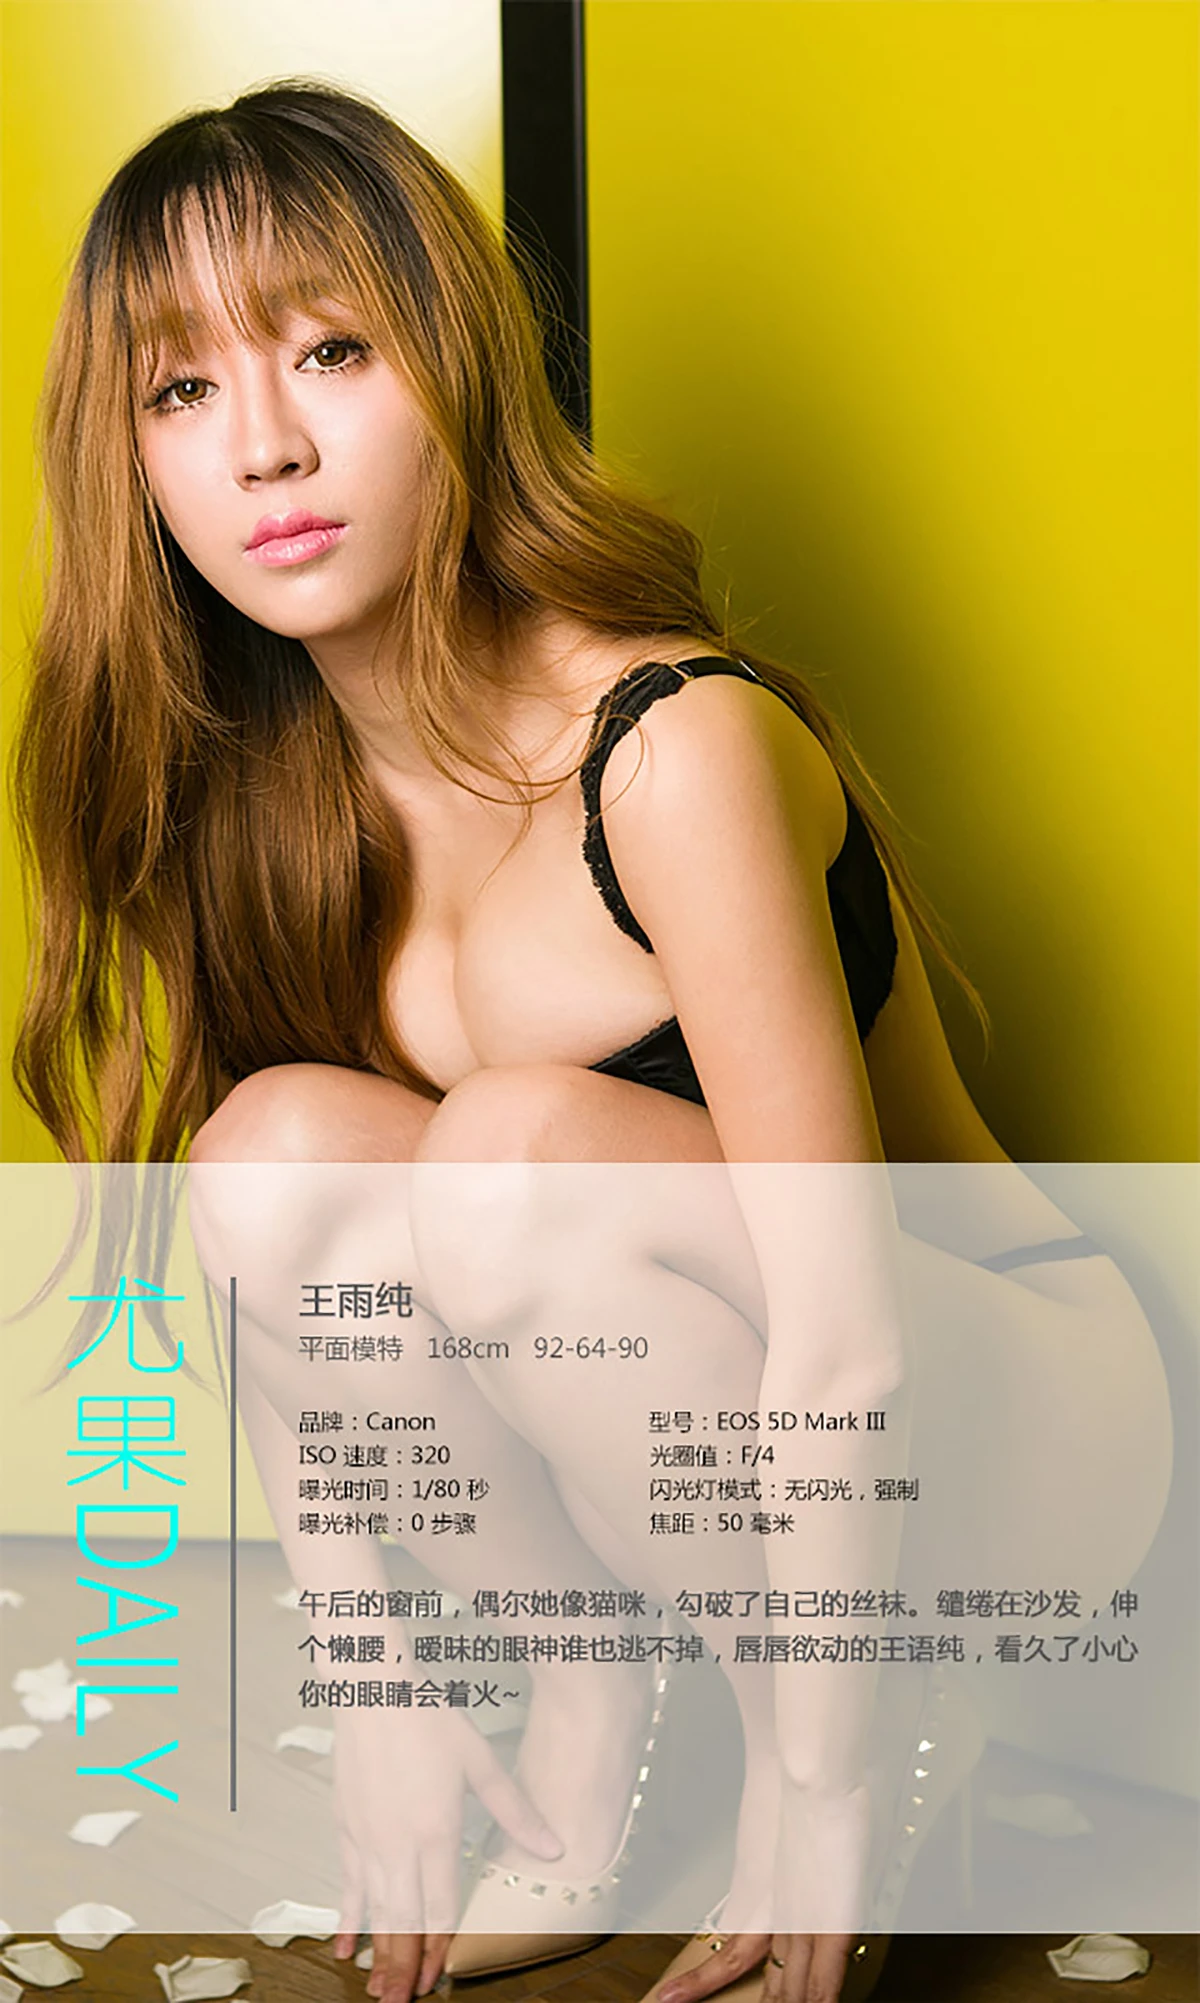 尤果DAILY
王雨纯
平面模特 168cm 92-64-90
品牌：Canon 型号：EOS 5D Mark III
ISO 速度：320 光圈值：F/4
曝光时间：1/80 秒 闪光灯模式：无闪光，强制
曝光补偿：0 步骤 焦距：50 毫米
午后的窗前，偶尔她像猫咪，勾破了自己的丝袜。缱绻在沙发，伸
个懒腰，暧昧的眼神谁也逃不掉，唇唇欲动的王语纯，看久了小心
你的眼睛会着火~